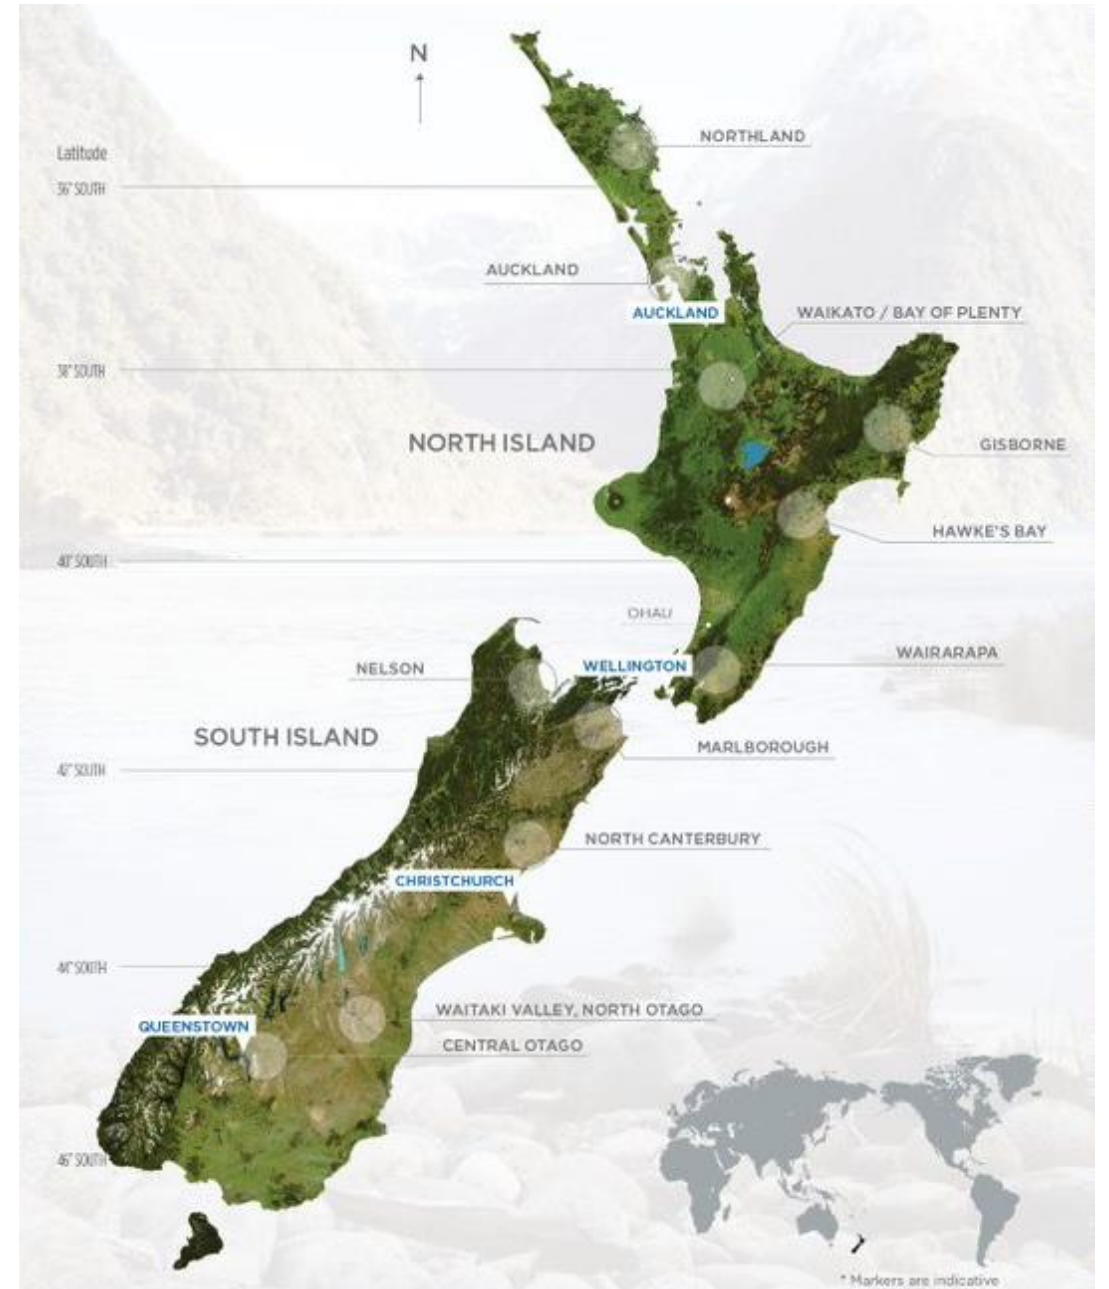 N
NORTHLAND
Latitude
36° SOUTH
AUCKLAND
AUCKLAND
WAIKATO / BAY OF PLENTY
38° SOUTH
NORTH ISLAND
GISBORNE
HAWKE'S BAY
40° SOUTH
OHAU
WAIRARAPA
NELSON
WELLINGTON
SOUTH ISLAND
MARLBOROUGH
42° SOUTH
NORTH CANTERBURY
CHRISTCHURCH
44° SOUTH
WAITAKI VALLEY, NORTH OTAGO
QUEENSTOWN
CENTRAL OTAGO
46° SOUTH
* Markers are indicative